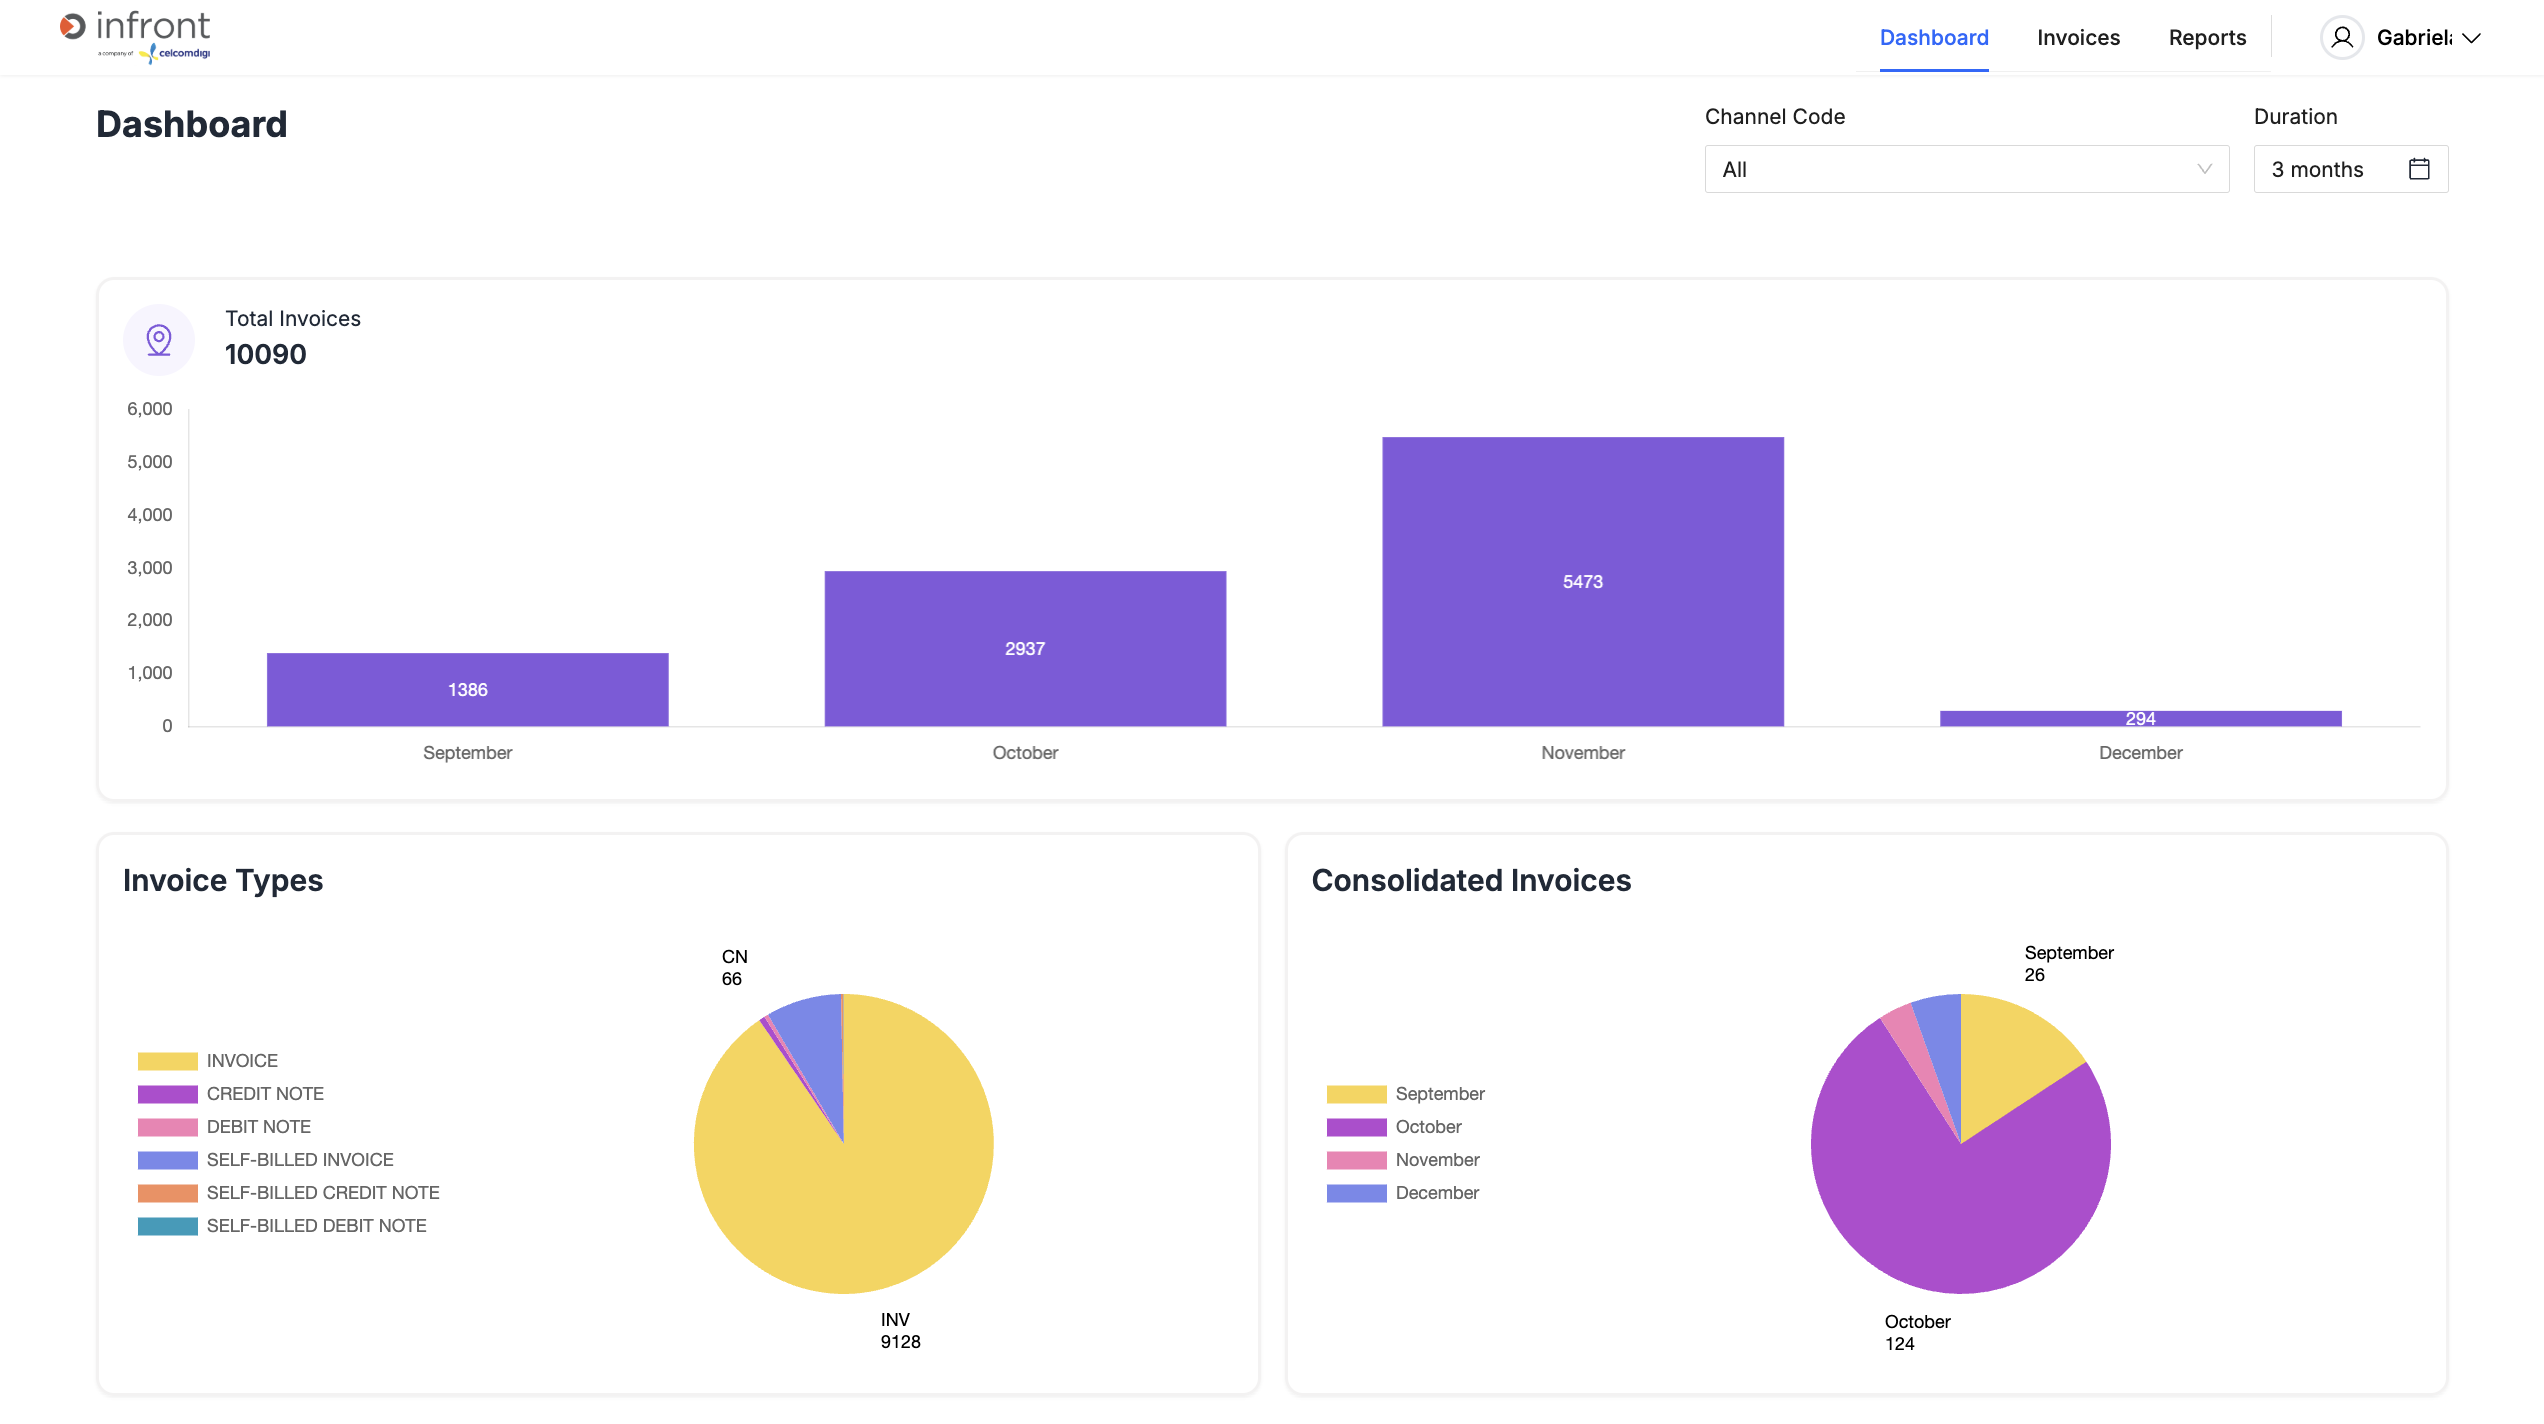 infront
a company of celcomdigi
Dashboard
Invoices
Reports
Gabriela
Dashboard
Channel Code
Duration
All
3 months
Total Invoices
10090
6,000
5,000
4,000
3,000
2,000
1,000
0
1386
2937
5473
294
September
October
November
December
Invoice Types
CN
66
INVOICE
CREDIT NOTE
DEBIT NOTE
SELF-BILLED INVOICE
SELF-BILLED CREDIT NOTE
SELF-BILLED DEBIT NOTE
INV
9128
Consolidated Invoices
September
26
September
October
November
December
October
124